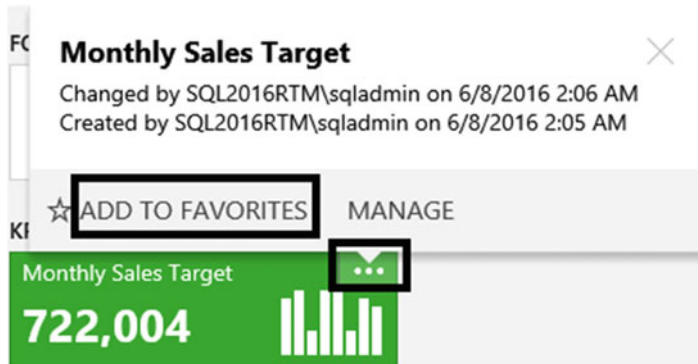 FO
Monthly Sales Target
Changed by SQL2016RTM\sqladmin on 6/8/2016 2:06 AM
Created by SQL2016RTM\sqladmin on 6/8/2016 2:05 AM
ADD TO FAVORITES MANAGE
Monthly Sales Target
722,004